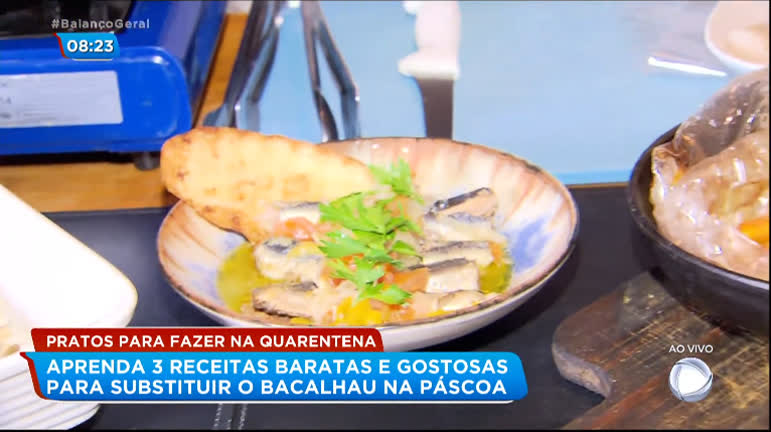 #BalançoGeral
08:23
PRATOS PARA FAZER NA QUARENTENA
APRENDA 3 RECEITAS BARATAS E GOSTOSAS
PARA SUBSTITUIR O BACALHAU NA PÁSCOA
AO VIVO